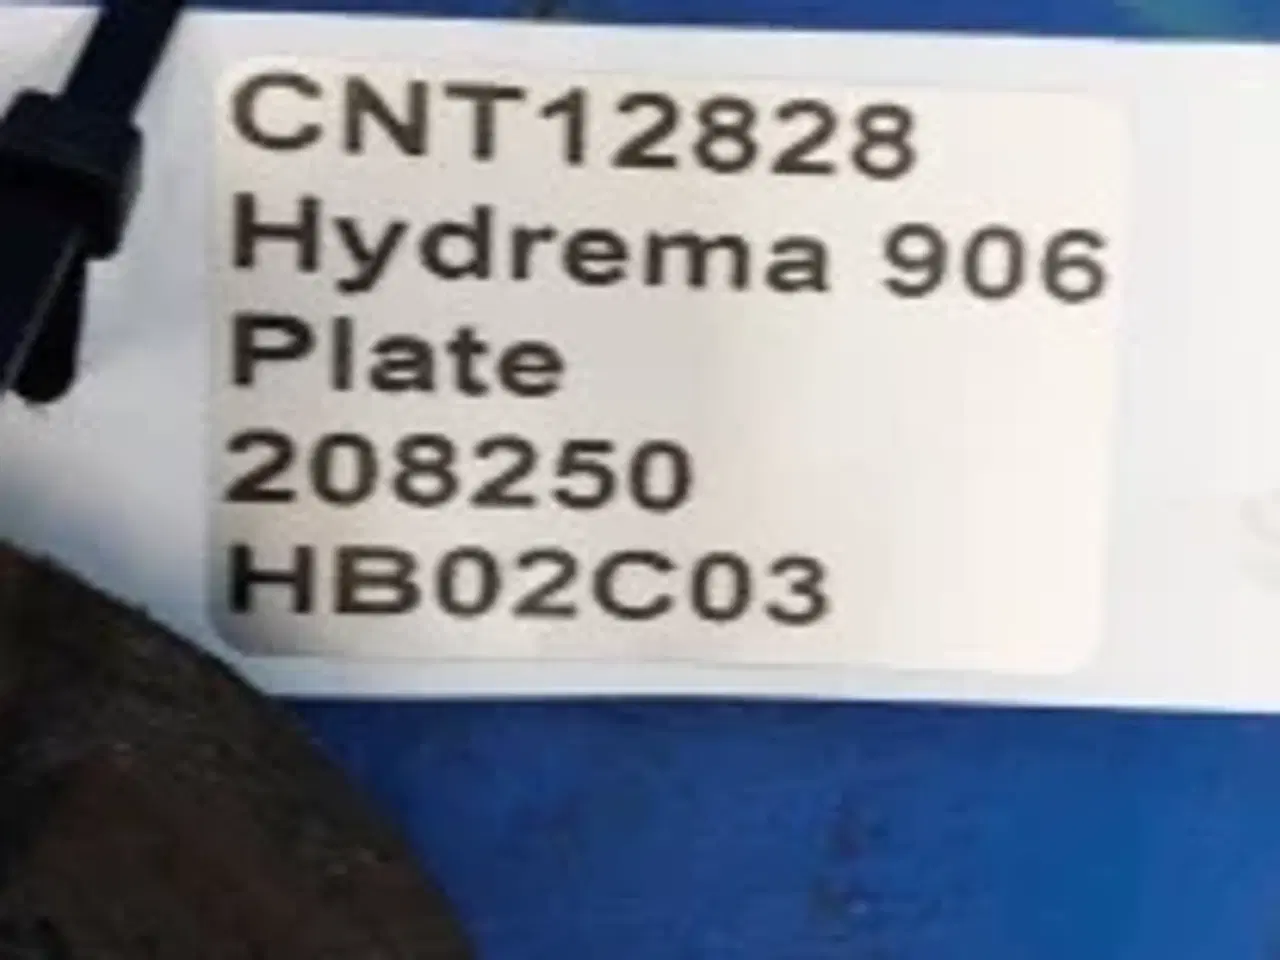 CNT12828
Hydrema 906
Plate
208250
HB02C03